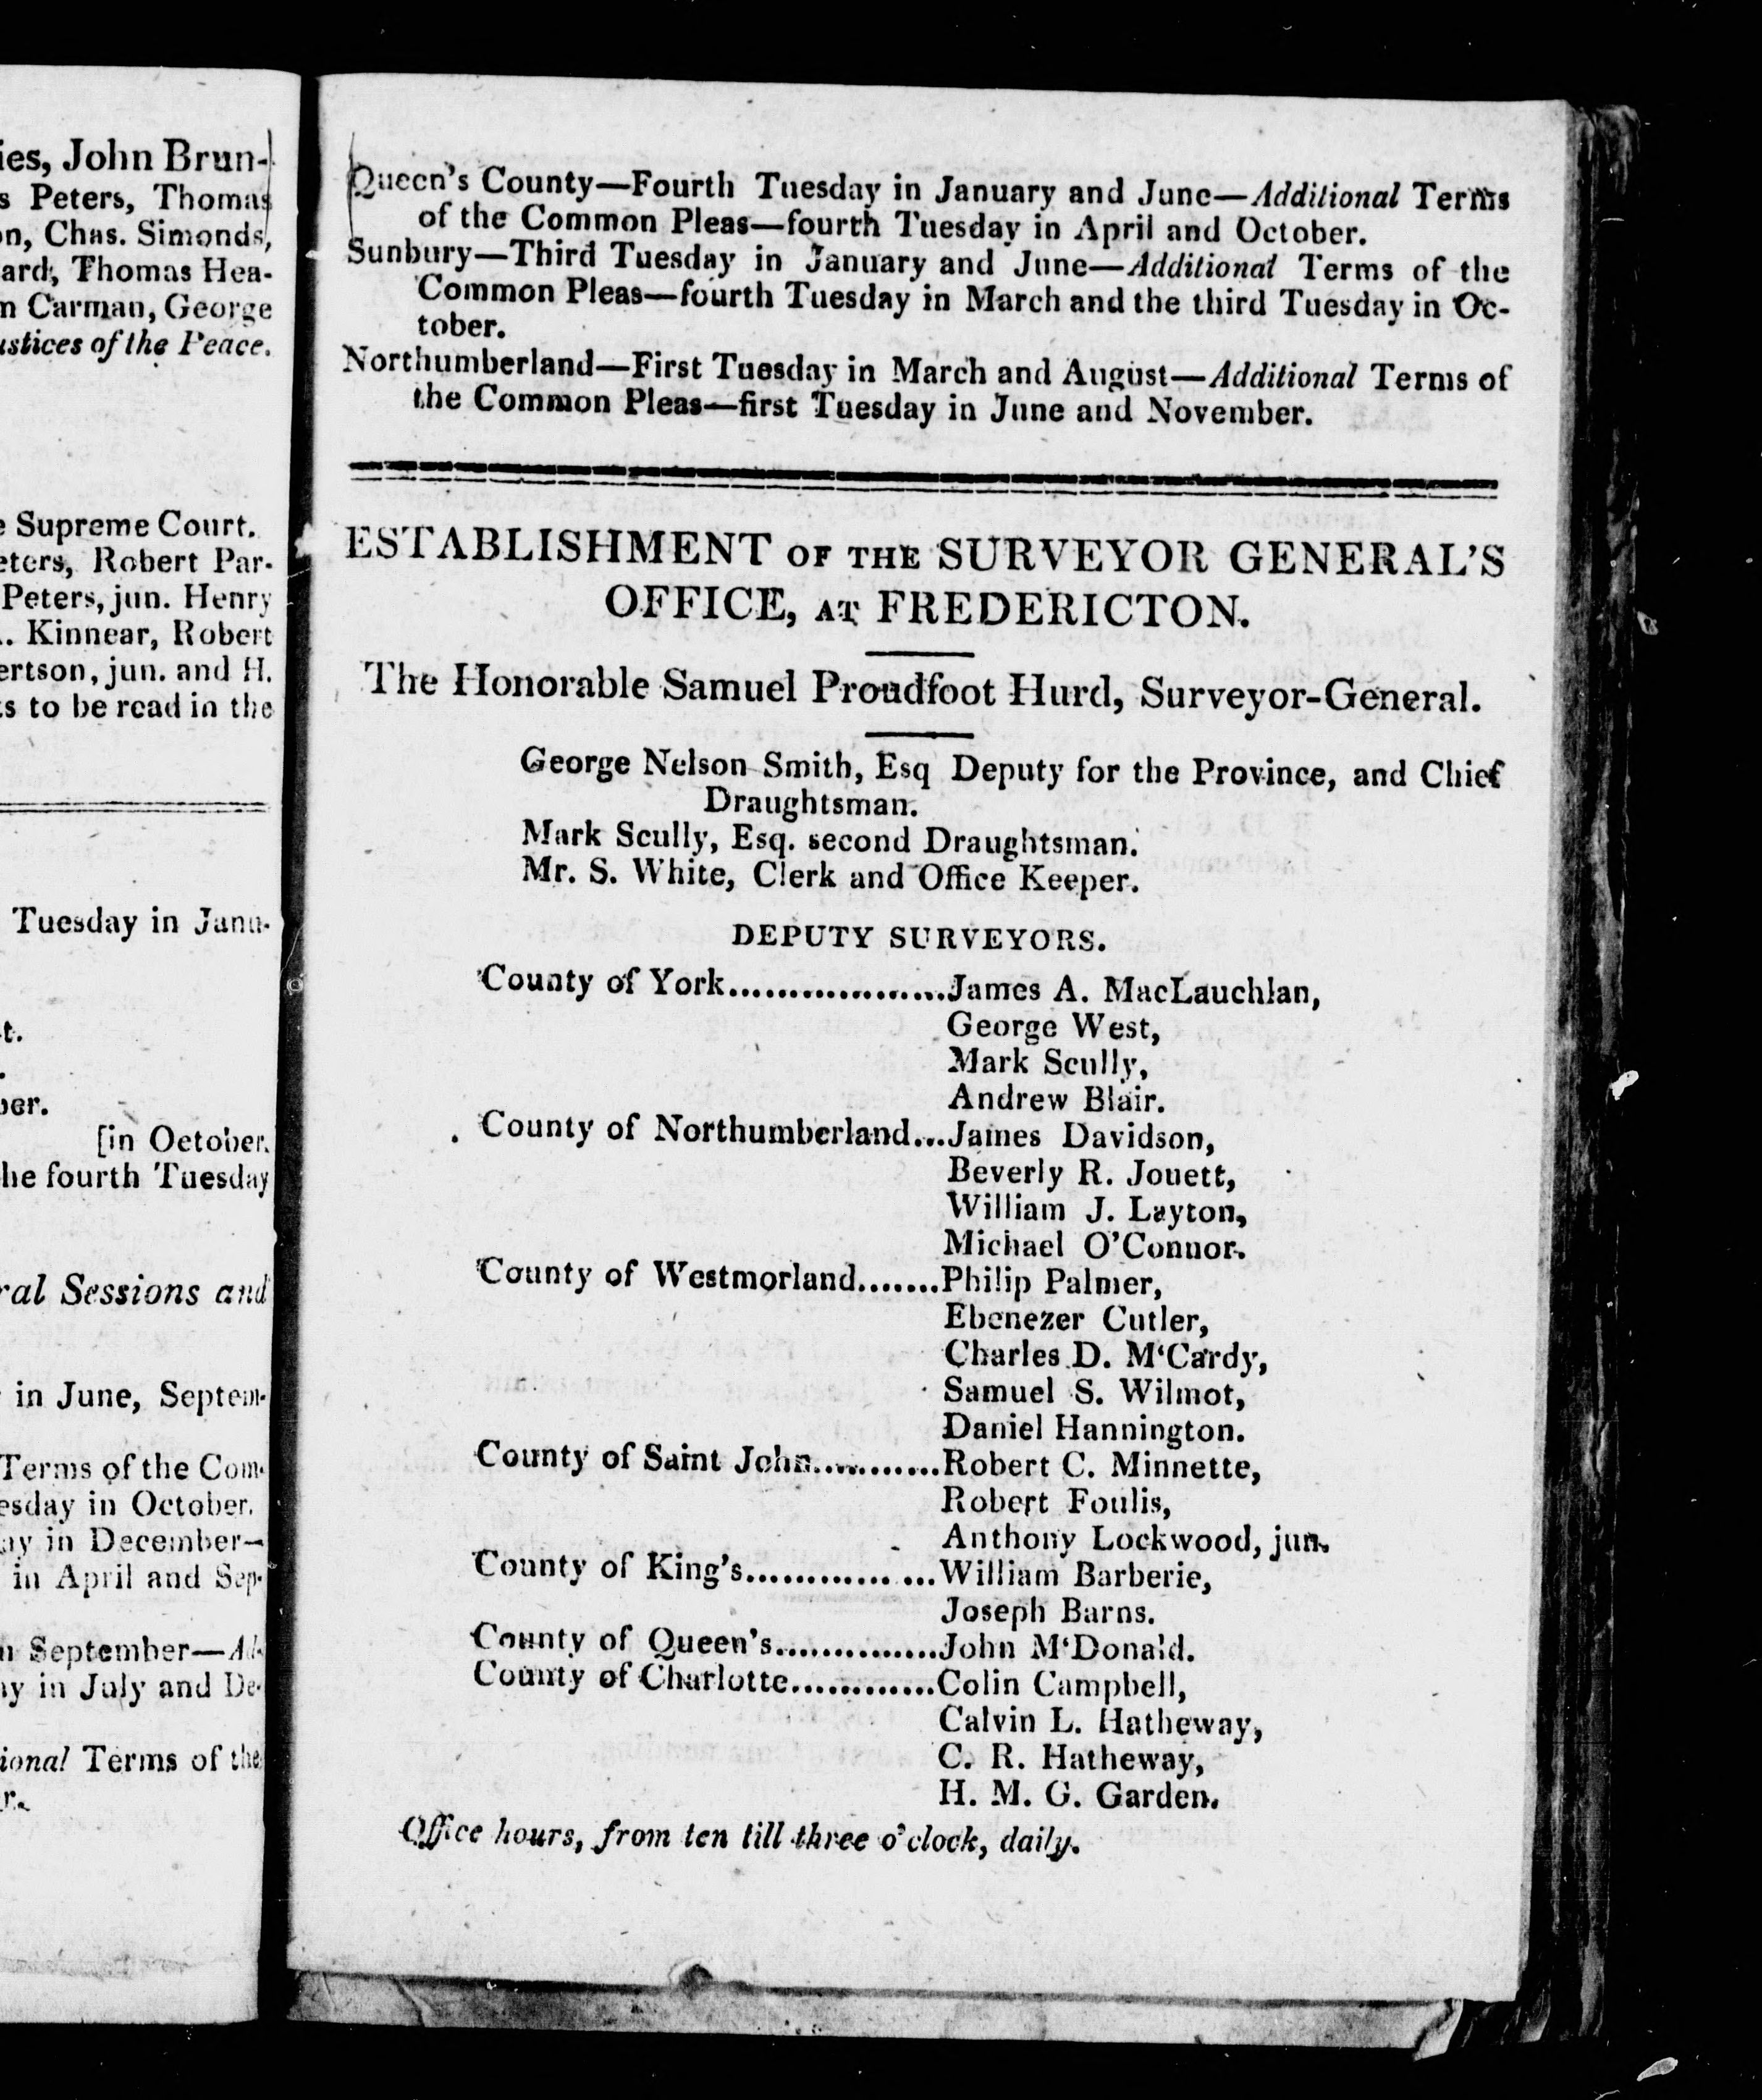 ies, John Brun-
s Peters, Thomas
on, Chas. Simonds,
ard, Thomas Hea-
m Carman, George
ustices of the Peace.
e Supreme Court.
eters, Robert Par-
Peters, jun. Henry
. Kinnear, Robert
ertson, jun. and H.
s to be read in the
Tuesday in Janu-
t.
ber.
[in October.
he fourth Tuesday
ral Sessions and
in June, Septem-
Terms of the Com-
esday in October.
ay in December—
in April and Sep-
n September—Ad-
ay in July and De-
ional Terms of the
r.
Queen's County—Fourth Tuesday in January and June—Additional Terms
of the Common Pleas—fourth Tuesday in April and October.
Sunbury—Third Tuesday in January and June—Additional Terms of the
Common Pleas—fourth Tuesday in March and the third Tuesday in Oc-
tober.
Northumberland—First Tuesday in March and August—Additional Terms of
the Common Pleas—first Tuesday in June and November.
ESTABLISHMENT OF THE SURVEYOR GENERAL'S
OFFICE, AT FREDERICTON.
The Honorable Samuel Proudfoot Hurd, Surveyor-General.
George Nelson Smith, Esq Deputy for the Province, and Chief
Draughtsman.
Mark Scully, Esq. second Draughtsman.
Mr. S. White, Clerk and Office Keeper.
DEPUTY SURVEYORS.
County of York...................James A. MacLauchlan,
George West,
Mark Scully,
Andrew Blair.
County of Northumberland...James Davidson,
Beverly R. Jouett,
William J. Layton,
Michael O'Connor.
County of Westmorland.......Philip Palmer,
Ebenezer Cutler,
Charles D. M'Cardy,
Samuel S. Wilmot,
Daniel Hannington.
County of Saint John...........Robert C. Minnette,
Robert Foulis,
Anthony Lockwood, jun.
County of King's................William Barberie,
Joseph Barns.
County of Queen's..............John M'Donald.
County of Charlotte.............Colin Campbell,
Calvin L. Hatheway,
C. R. Hatheway,
H. M. G. Garden.
Office hours, from ten till three o'clock, daily.